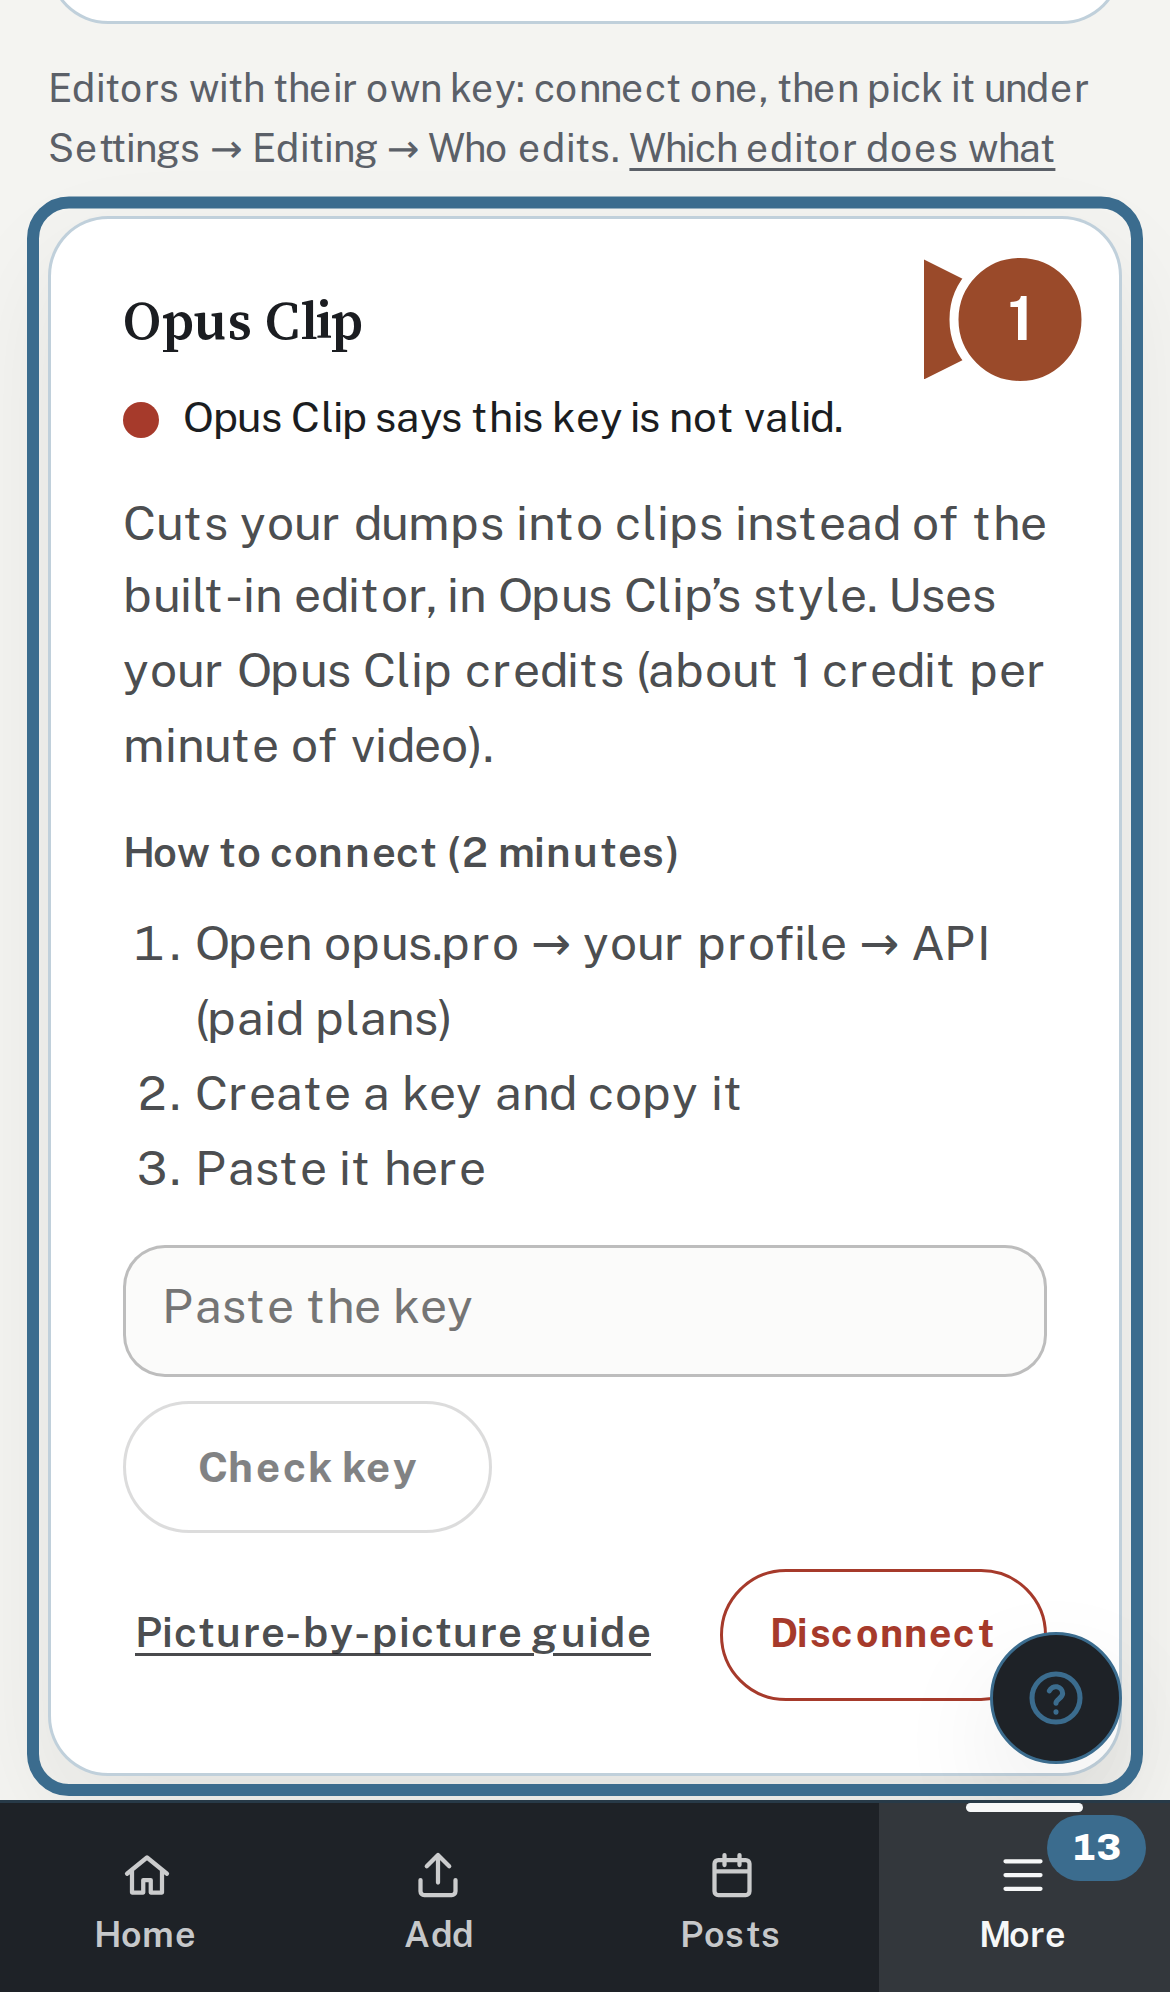 Editors with their own key: connect one, then pick it under
Settings → Editing → Who edits. Which editor does what
Opus Clip
1
Opus Clip says this key is not valid.
Cuts your dumps into clips instead of the
built-in editor, in Opus Clip’s style. Uses
your Opus Clip credits (about 1 credit per
minute of video).
How to connect (2 minutes)
1. Open opus.pro → your profile → API
(paid plans)
2. Create a key and copy it
3. Paste it here
Paste the key
Check key
Picture-by-picture guide
Disconnect
?
13
Home
Add
Posts
More